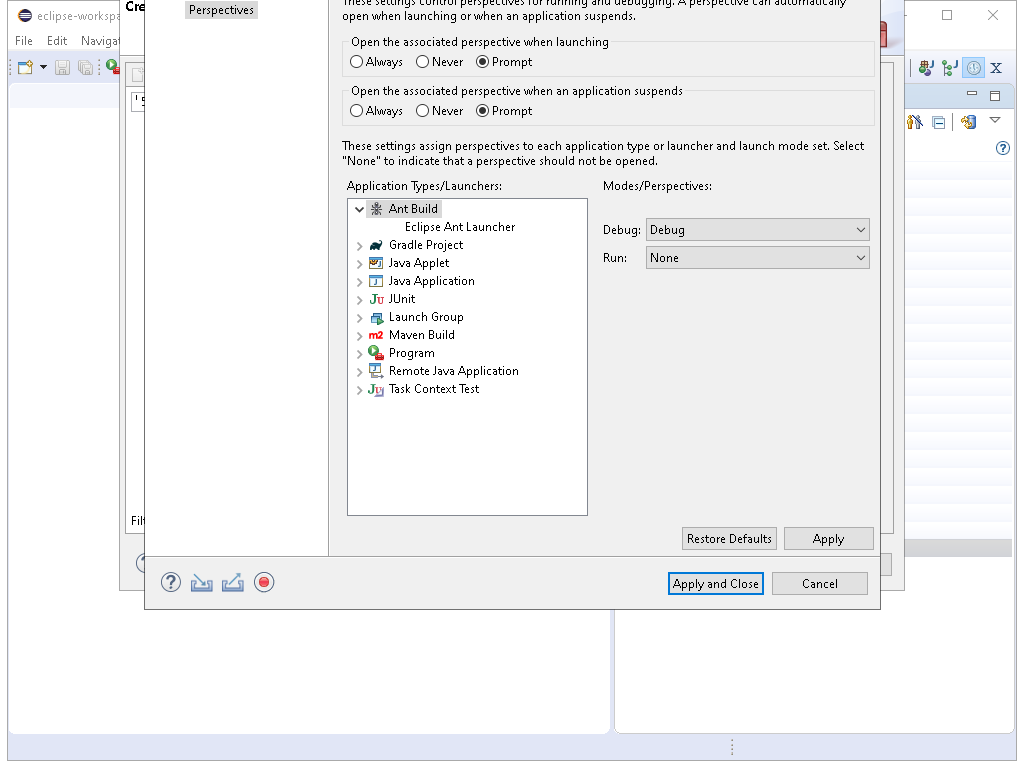 eclipse-workspa
Cre
Perspectives
These settings control perspectives for running and debugging. A perspective can automatically
open when launching or when an application suspends.
File Edit Navigat
Open the associated perspective when launching
Always Never Prompt
Open the associated perspective when an application suspends
Always Never Prompt
These settings assign perspectives to each application type or launcher and launch mode set. Select
"None" to indicate that a perspective should not be opened.
Application Types/Launchers:
Modes/Perspectives:
Ant Build
Eclipse Ant Launcher
Gradle Project
Java Applet
Java Application
JUnit
Launch Group
Maven Build
Program
Remote Java Application
Task Context Test
Debug: Debug
Run: None
Filt
Restore Defaults Apply
Apply and Close Cancel